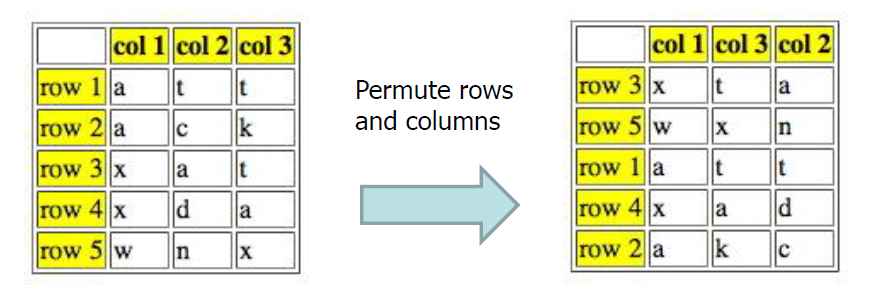 col 1 col 2 col 3
row 1 a t t
row 2 a c k
row 3 x a t
row 4 x d a
row 5 w n x
Permute rows
and columns
col 1 col 3 col 2
row 3 x t a
row 5 w x n
row 1 a t t
row 4 x a d
row 2 a k c